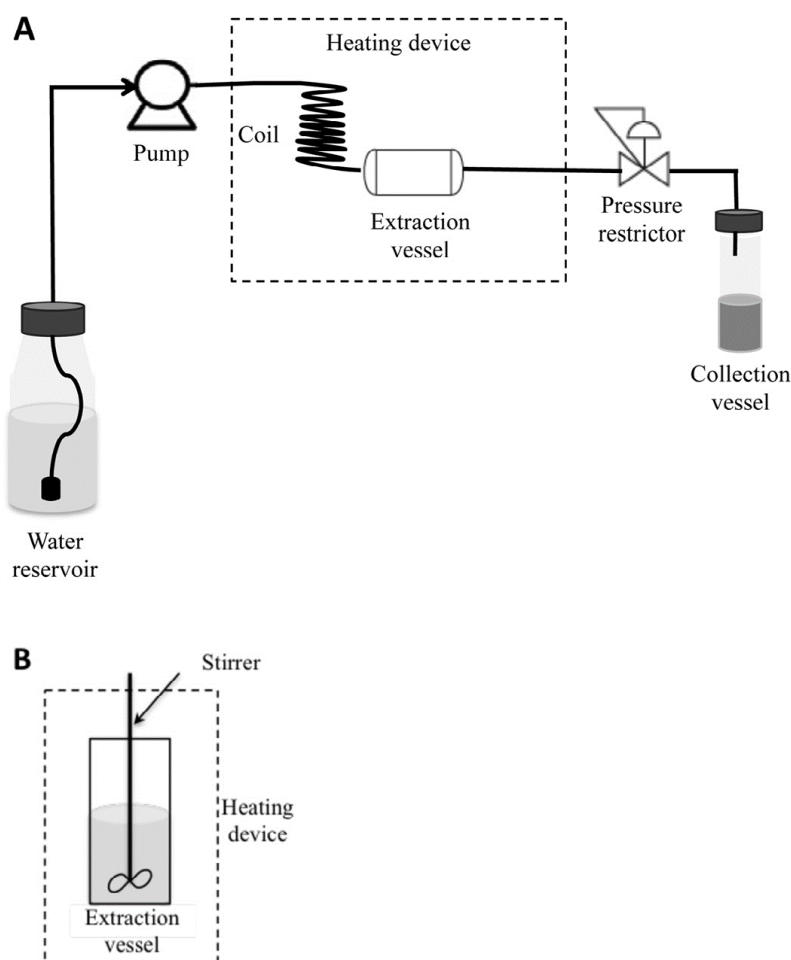 A
Heating device
Coil
Pump
Extraction
vessel
Pressure
restrictor
Collection
vessel
Water
reservoir
B
Stirrer
Heating
device
Extraction
vessel